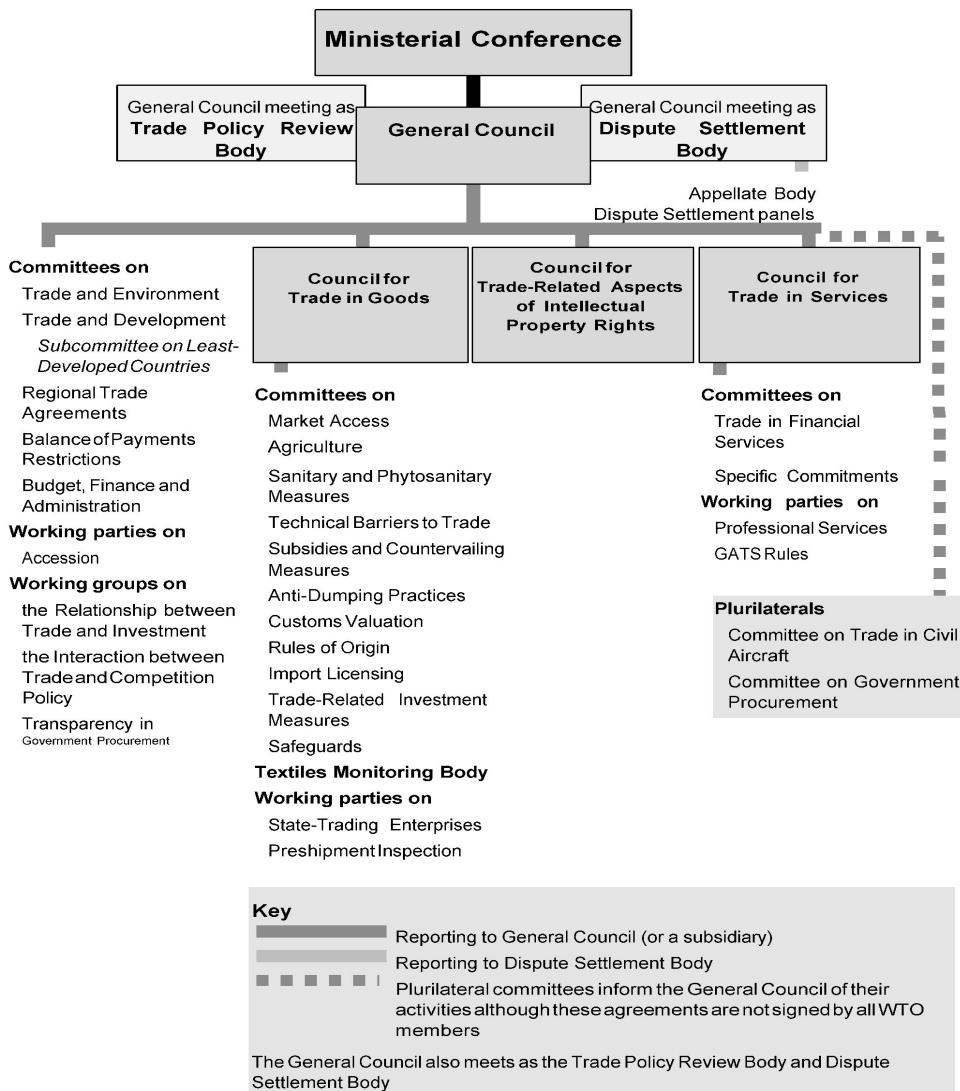 Ministerial Conference
General Council meeting as
Trade Policy Review
Body
General Council
General Council meeting as
Dispute Settlement
Body
Appellate Body
Dispute Settlement panels
Committees on
Trade and Environment
Trade and Development
Subcommittee on Least-
Developed Countries
Regional Trade
Agreements
Balance of Payments
Restrictions
Budget, Finance and
Administration
Working parties on
Accession
Working groups on
the Relationship between
Trade and Investment
the Interaction between
Trade and Competition
Policy
Transparency in
Government Procurement
Council for
Trade in Goods
Committees on
Market Access
Agriculture
Sanitary and Phytosanitary
Measures
Technical Barriers to Trade
Subsidies and Countervailing
Measures
Anti-Dumping Practices
Customs Valuation
Rules of Origin
Import Licensing
Trade-Related Investment
Measures
Safeguards
Textiles Monitoring Body
Working parties on
State-Trading Enterprises
Preshipment Inspection
Council for
Trade-Related Aspects
of Intellectual
Property Rights
Council for
Trade in Services
Committees on
Trade in Financial
Services
Specific Commitments
Working parties on
Professional Services
GATS Rules
Plurilaterals
Committee on Trade in Civil
Aircraft
Committee on Government
Procurement
Key
Reporting to General Council (or a subsidiary)
Reporting to Dispute Settlement Body
Plurilateral committees inform the General Council of their
activities although these agreements are not signed by all WTO
members
The General Council also meets as the Trade Policy Review Body and Dispute
Settlement Body